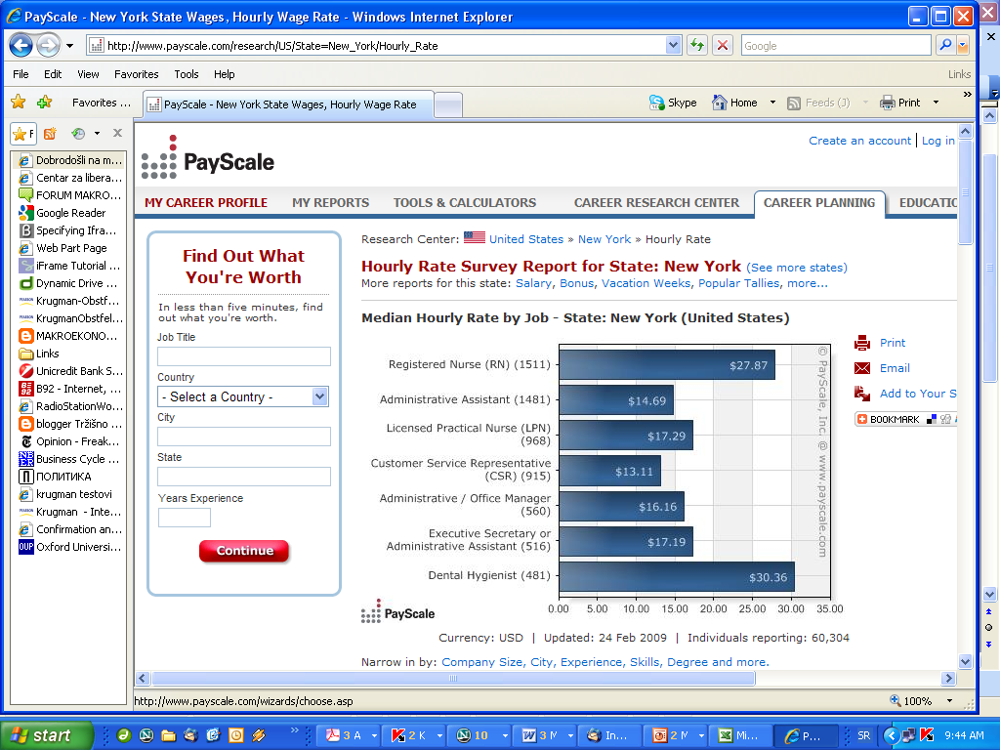 PayScale - New York State Wages, Hourly Wage Rate - Windows Internet Explorer
http://www.payscale.com/research/US/State=New_York/Hourly_Rate
Google
File Edit View Favorites Tools Help
Links
Favorites ...
PayScale - New York State Wages, Hourly Wage Rate
Skype Home Feeds (J) Print
F
Dobrodošli na m...
Centar za libera...
FORUM MAKRO...
Google Reader
Specifying Ifra...
Web Part Page
iFrame Tutorial ...
Dynamic Drive ...
Krugman-Obstf...
KrugmanObstfel...
MAKROEKONO...
Links
Unicredit Bank S...
B92 - Internet, ...
RadioStationWo...
blogger Tržišno ...
Opinion - Freak...
Business Cycle ...
ПОЛИТИКА
krugman testovi
Krugman - Inte...
Confirmation an...
Oxford Universi...
PayScale
Create an account | Log in
MY CAREER PROFILE MY REPORTS TOOLS & CALCULATORS CAREER RESEARCH CENTER CAREER PLANNING EDUCATIO
Find Out What
You're Worth
In less than five minutes, find
out what you're worth.
Job Title
Country
- Select a Country -
City
State
Years Experience
Continue
Research Center: United States » New York » Hourly Rate
Hourly Rate Survey Report for State: New York (See more states)
More reports for this state: Salary, Bonus, Vacation Weeks, Popular Tallies, more...
Median Hourly Rate by Job - State: New York (United States)
Registered Nurse (RN) (1511) $27.87
Administrative Assistant (1481) $14.69
Licensed Practical Nurse (LPN)
(968) $17.29
Customer Service Representative
(CSR) (915) $13.11
Administrative / Office Manager
(560) $16.16
Executive Secretary or
Administrative Assistant (516) $17.19
Dental Hygienist (481) $30.36
0.00 5.00 10.00 15.00 20.00 25.00 30.00 35.00
© PayScale, Inc. @ www.payscale.com
PayScale
Currency: USD | Updated: 24 Feb 2009 | Individuals reporting: 60,304
Narrow in by: Company Size, City, Experience, Skills, Degree and more.
Print
Email
Add to Your S
BOOKMARK
http://www.payscale.com/wizards/choose.asp
100%
start
3 A
2 K
10
3 M
In...
2 M
Mi...
P...
SR
9:44 AM